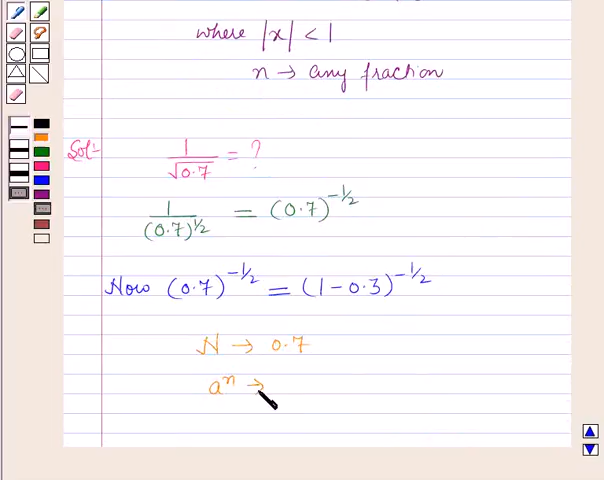 where |x| < 1
n → any fraction
Sol:-
1/√0.7 = ?
1/(0.7)^1/2 = (0.7)^-1/2
Now (0.7)^-1/2 = (1 - 0.3)^-1/2
N → 0.7
a^n →